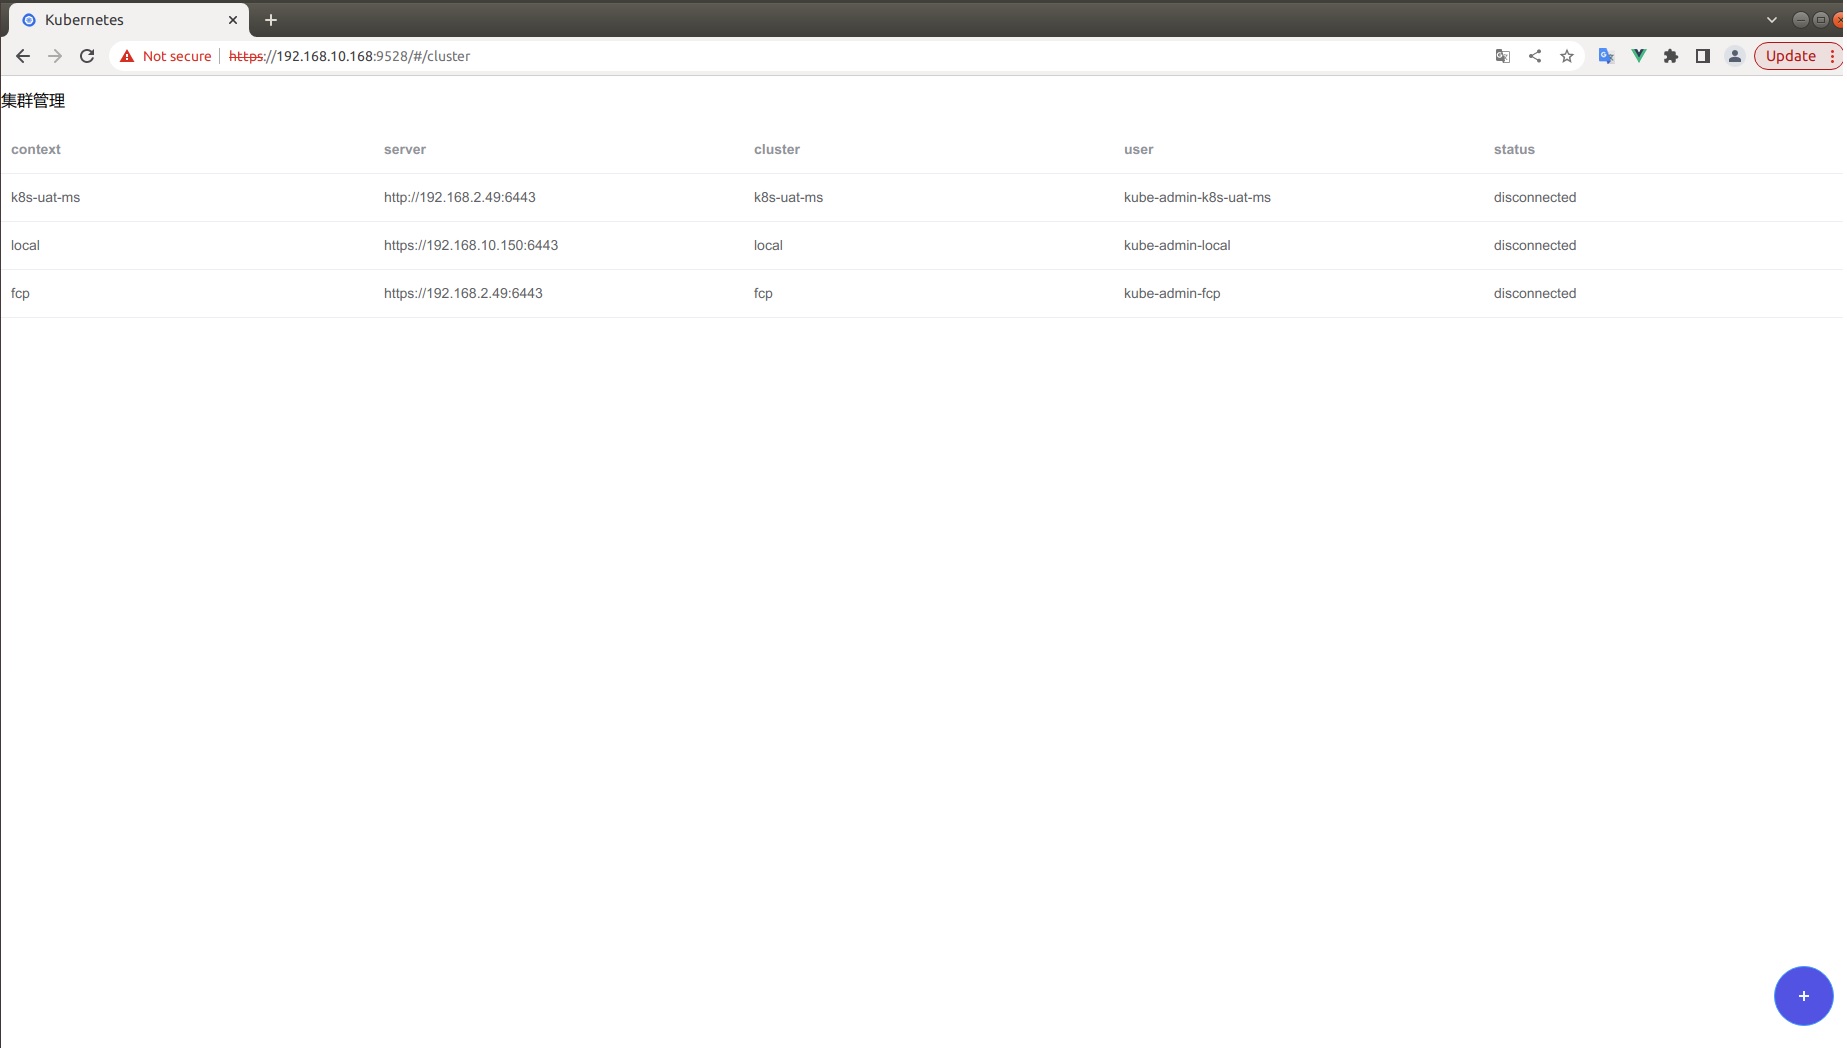 Kubernetes
Not secure https://192.168.10.168:9528/#/cluster Update
集群管理
context server cluster user status
k8s-uat-ms http://192.168.2.49:6443 k8s-uat-ms kube-admin-k8s-uat-ms disconnected
local https://192.168.10.150:6443 local kube-admin-local disconnected
fcp https://192.168.2.49:6443 fcp kube-admin-fcp disconnected
+